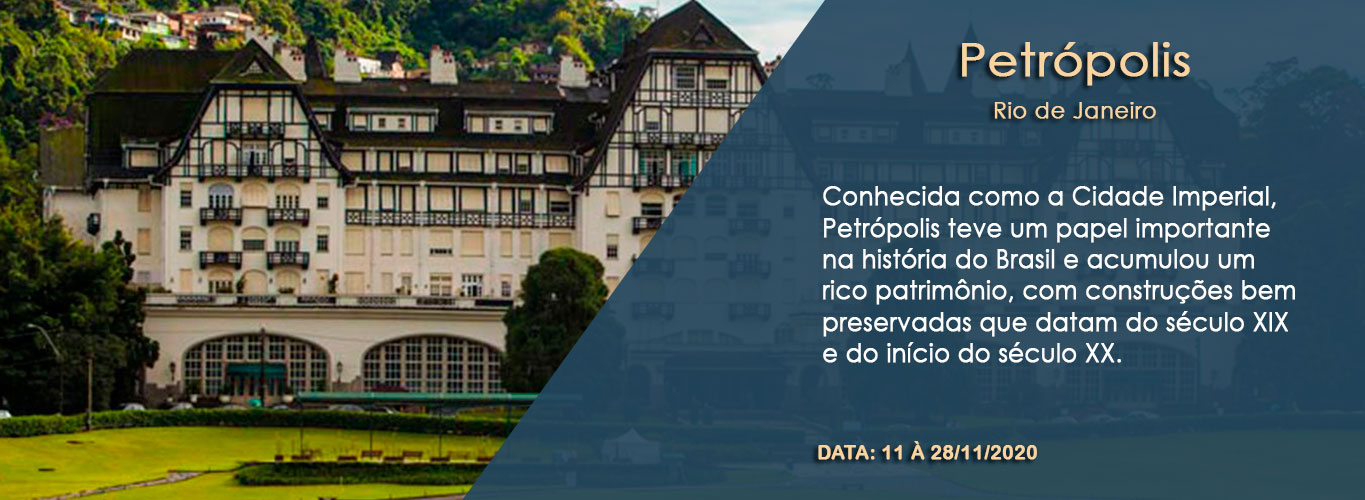 Petrópolis
Rio de Janeiro
Conhecida como a Cidade Imperial,
Petrópolis teve um papel importante
na história do Brasil e acumulou um
rico patrimônio, com construções bem
preservadas que datam do século XIX
e do início do século XX.
DATA: 11 À 28/11/2020